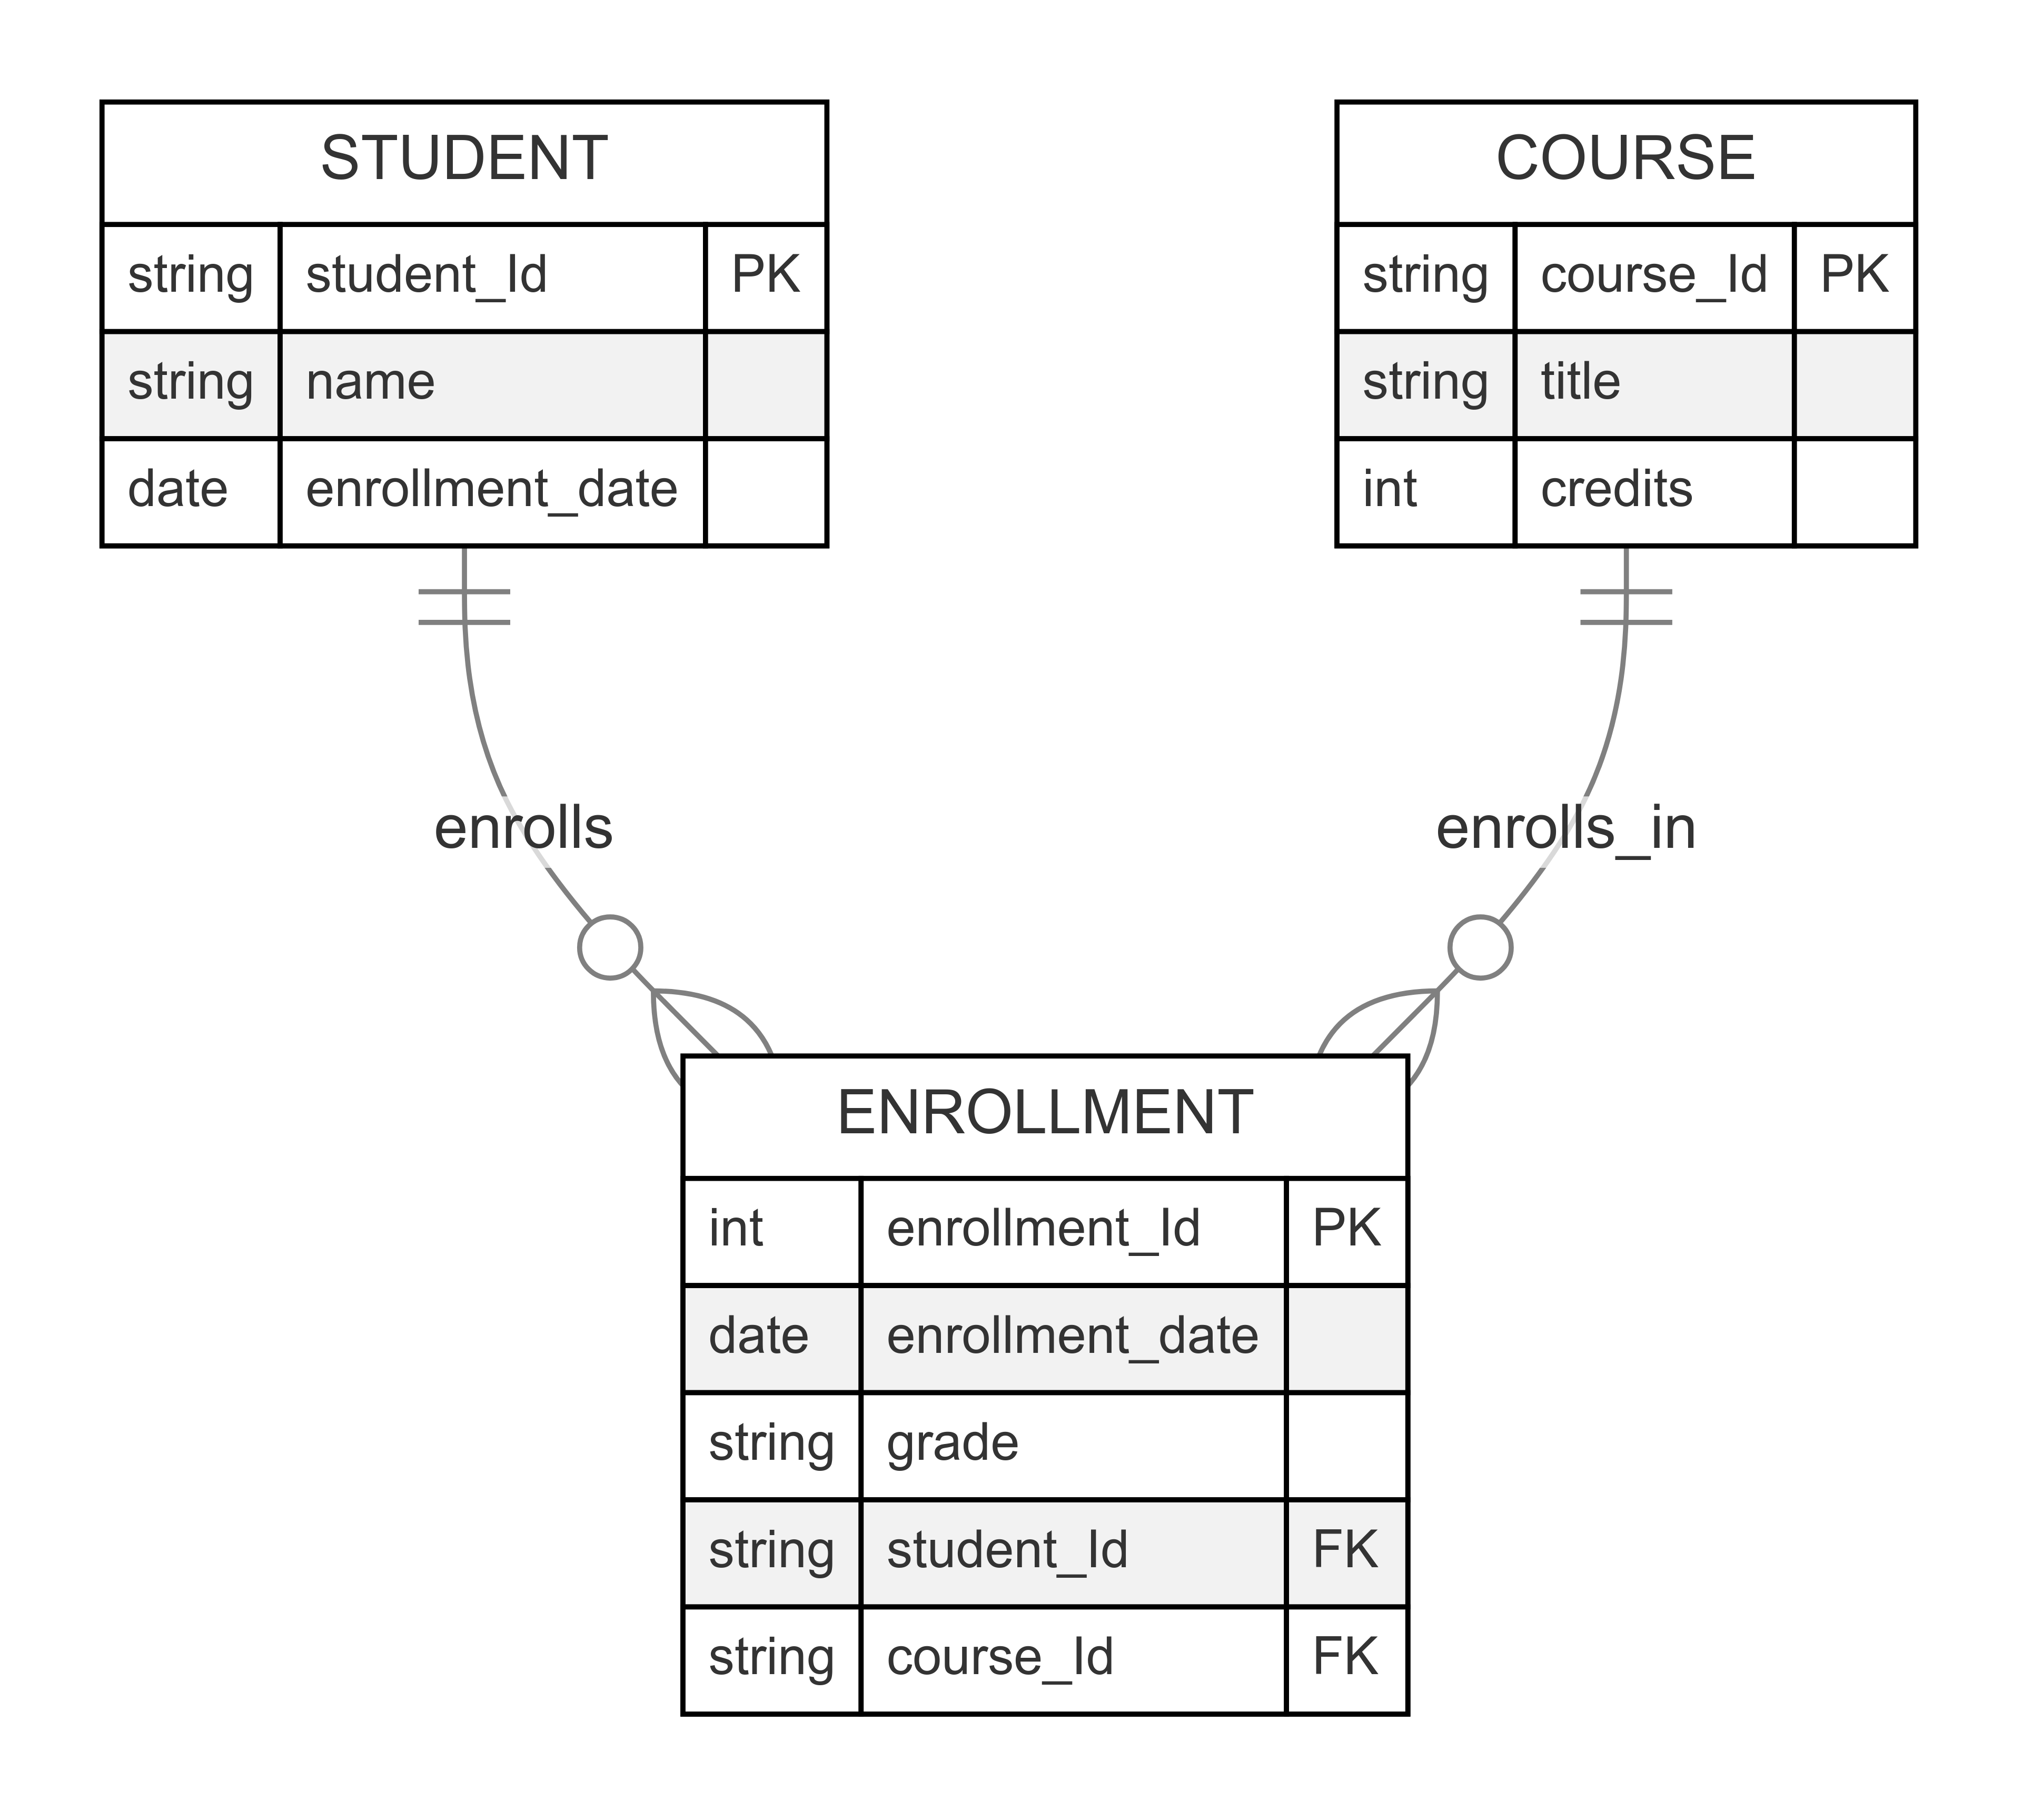 STUDENT
string student_Id PK
string name
date enrollment_date
COURSE
string course_Id PK
string title
int credits
enrolls
enrolls_in
ENROLLMENT
int enrollment_Id PK
date enrollment_date
string grade
string student_Id FK
string course_Id FK